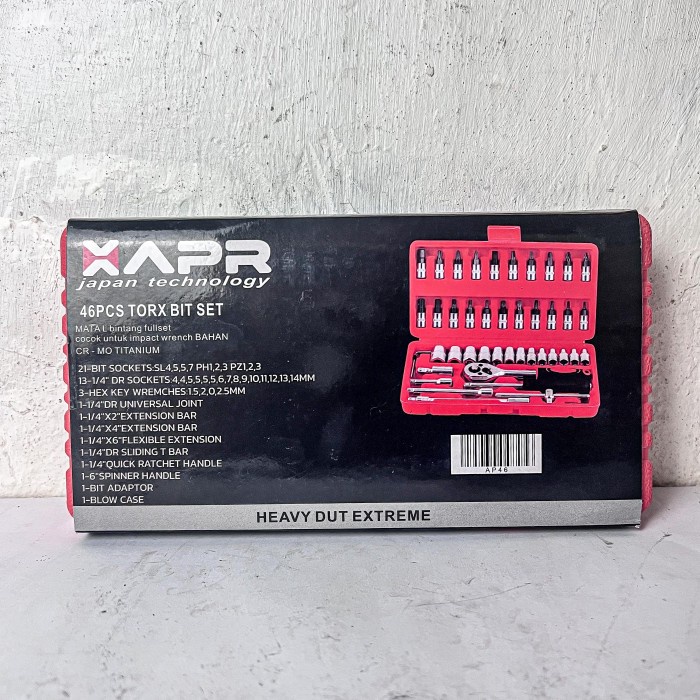 XAPR
japan technology
46PCS TORX BIT SET
MATA L bintang fullset
cocok untuk impact wrench BAHAN
CR - MO TITANIUM
21-BIT SOCKETS:SL4,5,5,7 PH1,2,3 PZ1,2,3
13-1/4" DR SOCKETS:4,4,5,5,5,5,6,7,8,9,10,11,12,13,14MM
3-HEX KEY WRENCHES:1.5,2,0,2.5MM
1-1/4"DR UNIVERSAL JOINT
1-1/4"X2"EXTENSION BAR
1-1/4"X4"EXTENSION BAR
1-1/4"X6"FLEXIBLE EXTENSION
1-1/4"DR SLIDING T BAR
1-1/4"QUICK RATCHET HANDLE
1-6"SPINNER HANDLE
1-BIT ADAPTOR
1-BLOW CASE
AP46
HEAVY DUT EXTREME